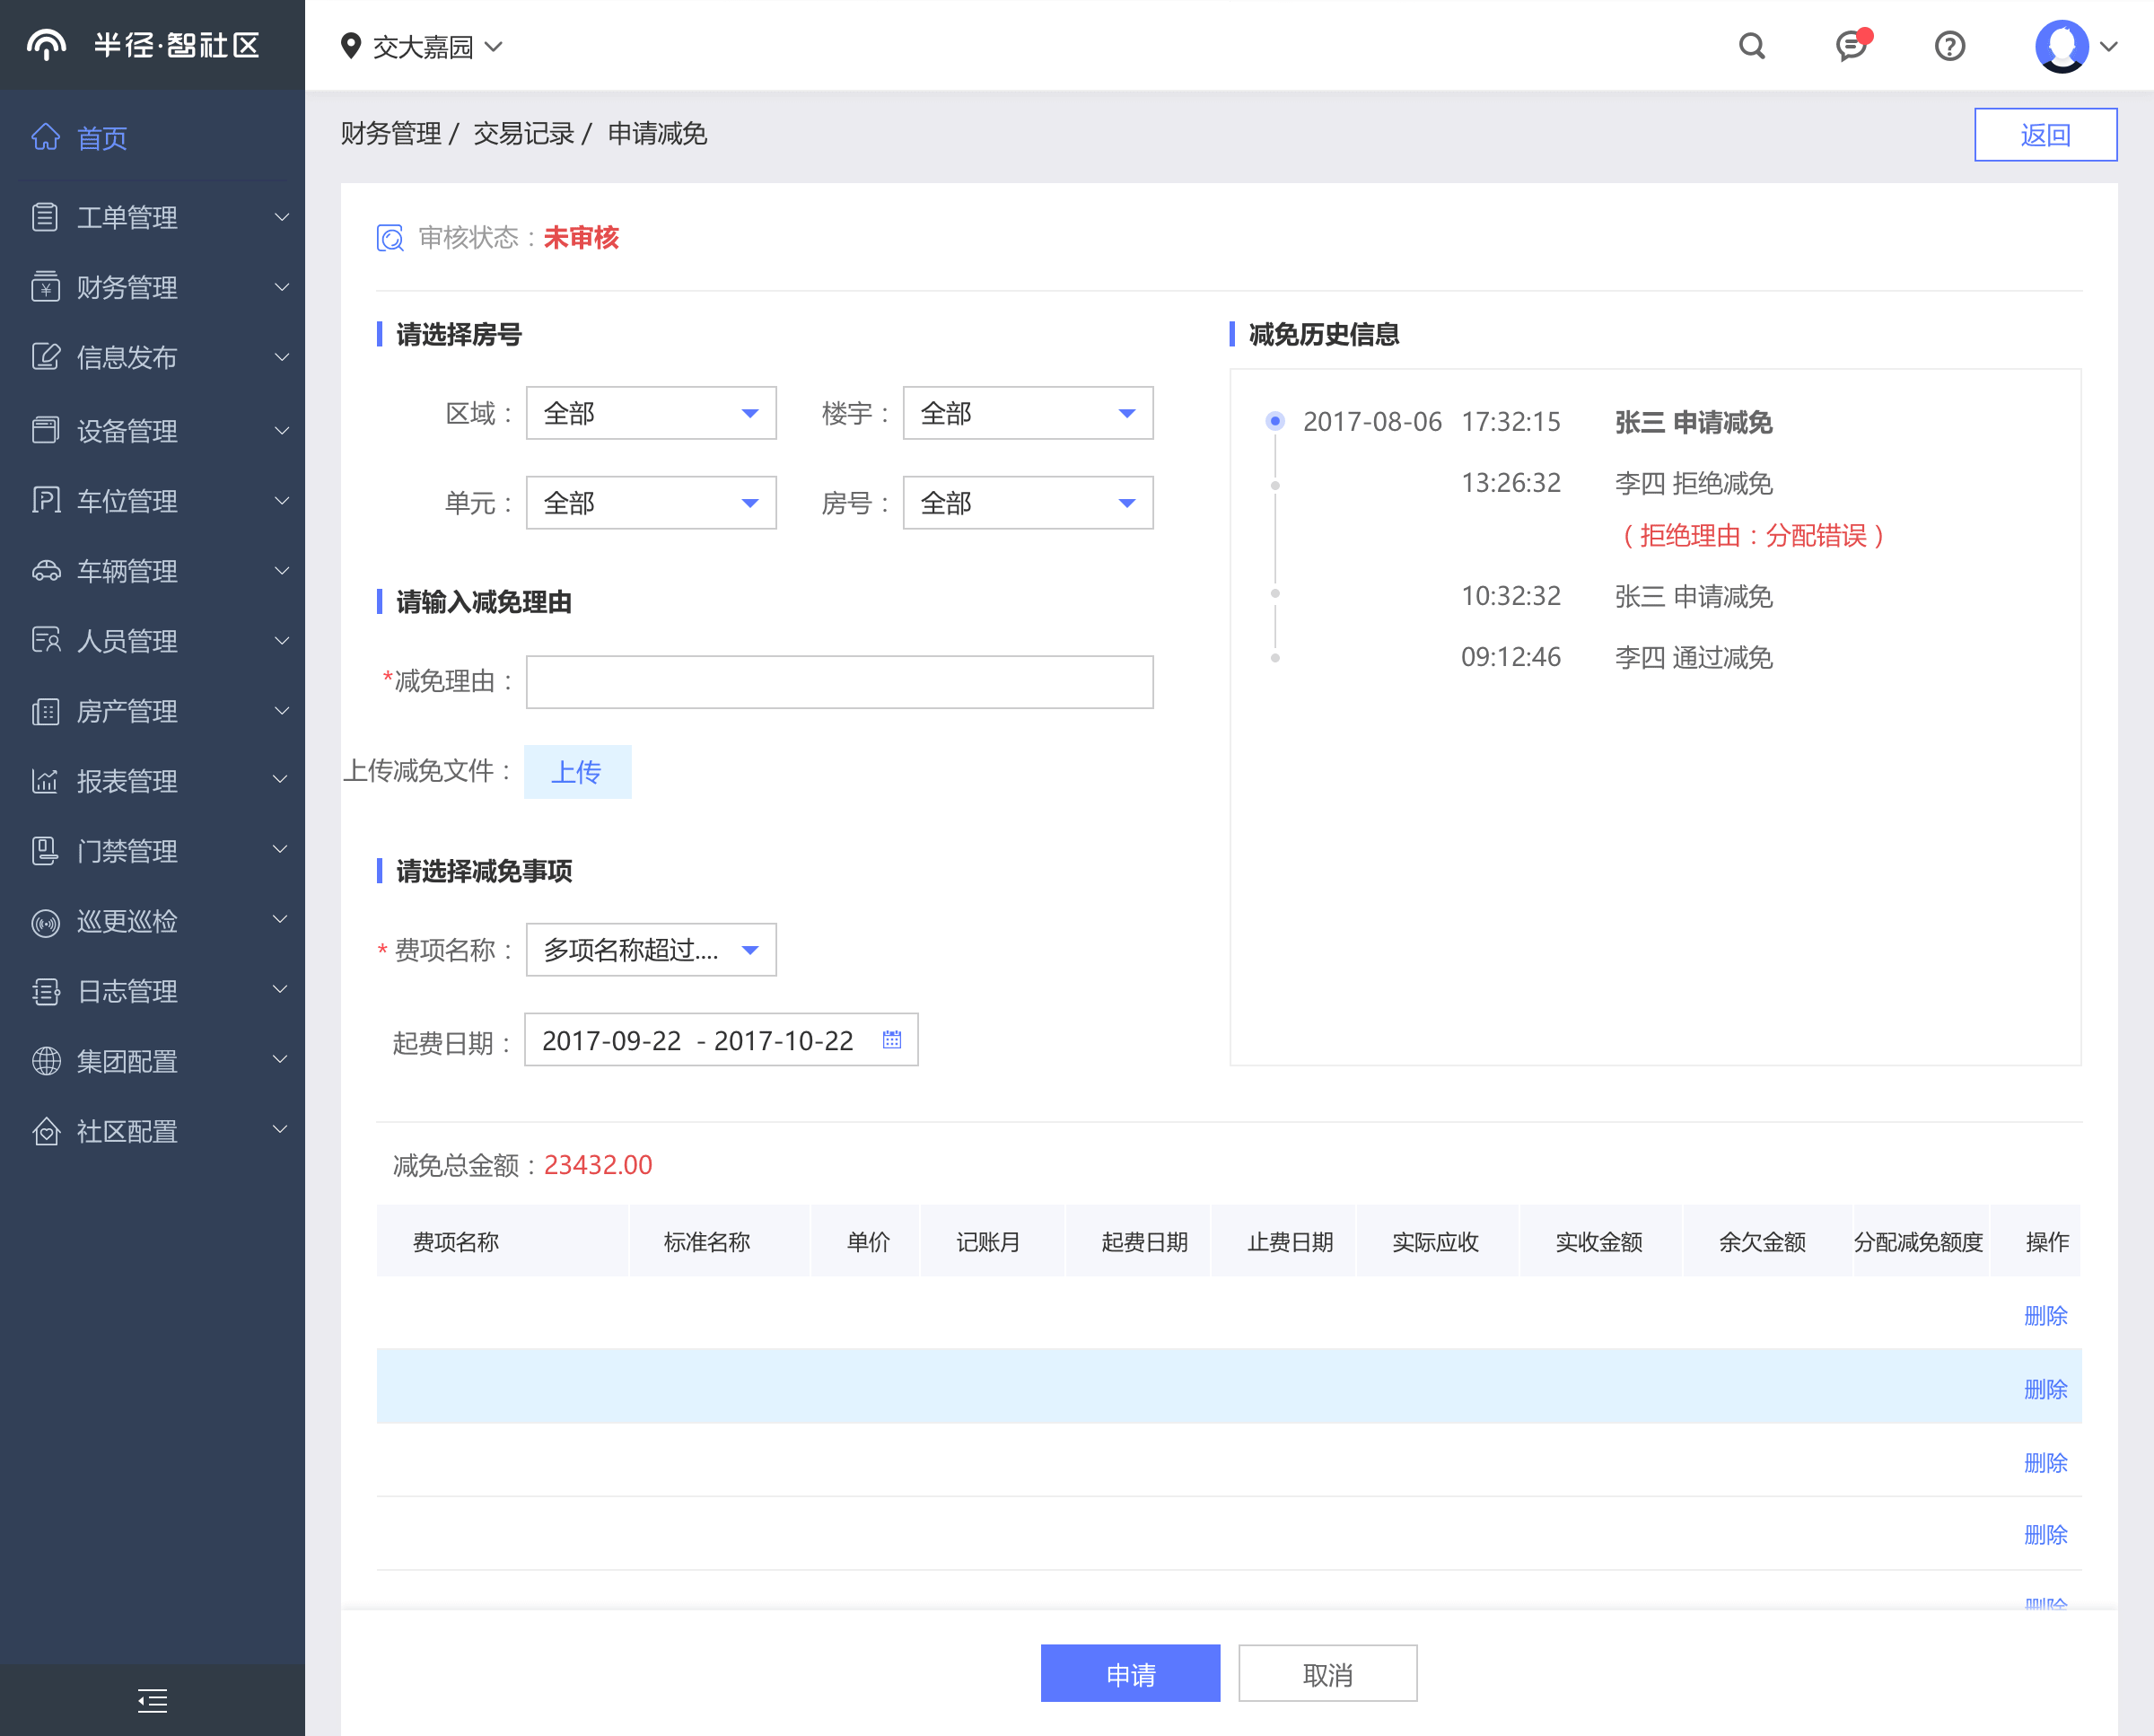 半径·智社区
交大嘉园
首页
工单管理
财务管理
信息发布
设备管理
车位管理
车辆管理
人员管理
房产管理
报表管理
门禁管理
巡更巡检
日志管理
集团配置
社区配置
财务管理 / 交易记录 / 申请减免
返回
审核状态：未审核
请选择房号
区域： 全部 楼宇： 全部
单元： 全部 房号： 全部
请输入减免理由
*减免理由：
上传减免文件： 上传
请选择减免事项
* 费项名称： 多项名称超过....
起费日期： 2017-09-22 - 2017-10-22
减免历史信息
2017-08-06 17:32:15 张三 申请减免
13:26:32 李四 拒绝减免
（拒绝理由：分配错误）
10:32:32 张三 申请减免
09:12:46 李四 通过减免
减免总金额：23432.00
费项名称 标准名称 单价 记账月 起费日期 止费日期 实际应收 实收金额 余欠金额 分配减免额度 操作
删除
删除
删除
删除
删除
申请 取消